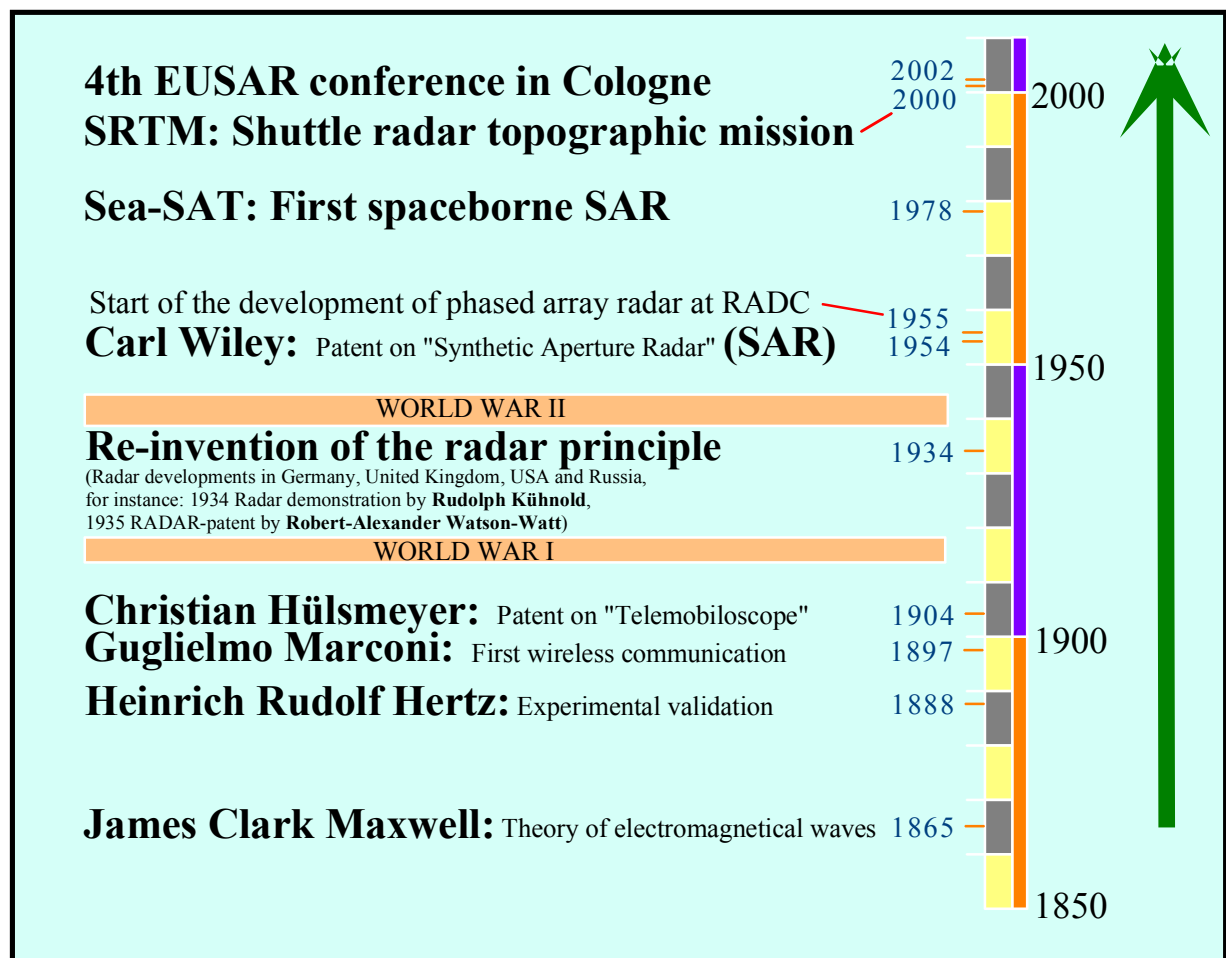 4th EUSAR conference in Cologne
2002
SRTM: Shuttle radar topographic mission
2000
2000
Sea-SAT: First spaceborne SAR
1978
Start of the development of phased array radar at RADC
1955
Carl Wiley: Patent on "Synthetic Aperture Radar" (SAR)
1954
1950
WORLD WAR II
Re-invention of the radar principle
1934
(Radar developments in Germany, United Kingdom, USA and Russia,
for instance: 1934 Radar demonstration by Rudolph Kühnold,
1935 RADAR-patent by Robert-Alexander Watson-Watt)
WORLD WAR I
Christian Hülsmeyer: Patent on "Telemobiloscope"
1904
1900
Guglielmo Marconi: First wireless communication
1897
Heinrich Rudolf Hertz: Experimental validation
1888
James Clark Maxwell: Theory of electromagnetical waves
1865
1850